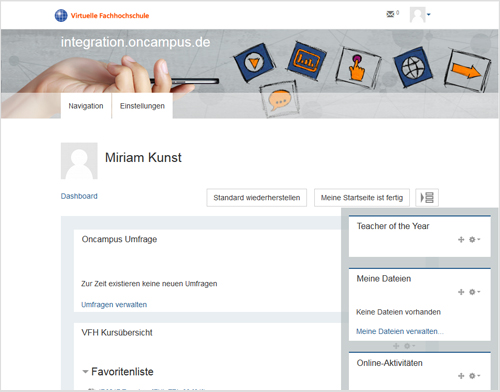 Virtuelle Fachhochschule
0
integration.oncampus.de
Navigation
Einstellungen
Miriam Kunst
Dashboard
Standard wiederherstellen
Meine Startseite ist fertig
Oncampus Umfrage
Zur Zeit existieren keine neuen Umfragen
Umfragen verwalten
VFH Kursübersicht
Favoritenliste
Teacher of the Year
Meine Dateien
Keine Dateien vorhanden
Meine Dateien verwalten...
Online-Aktivitäten